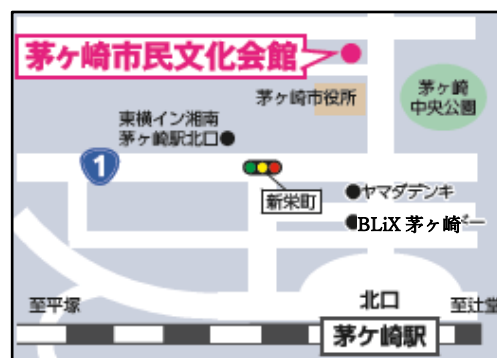 茅ヶ崎市民文化会館
茅ヶ崎市役所
茅ヶ崎
中央公園
東横イン湘南
茅ヶ崎駅北口
1
新栄町
ヤマダデンキ
BLiX 茅ヶ崎
北口
至平塚
至辻堂
茅ケ崎駅